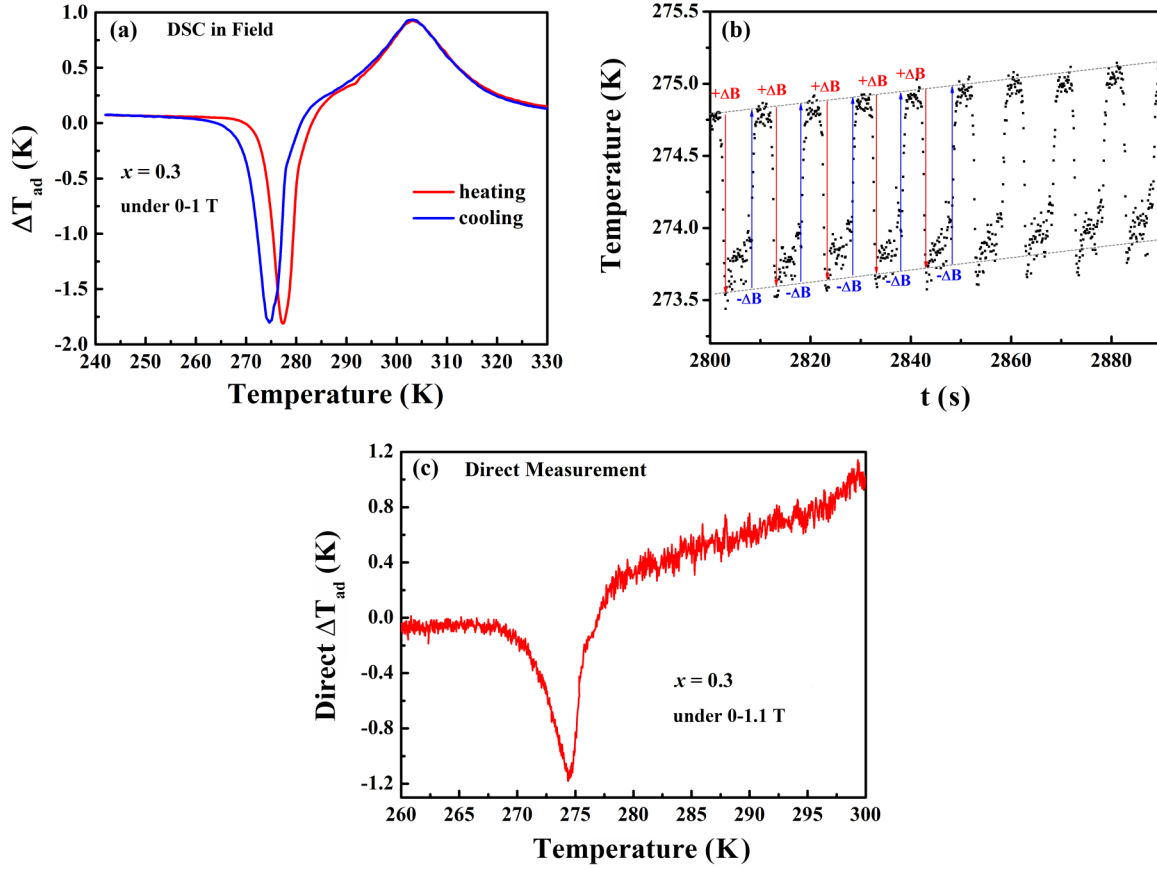 (a) DSC in Field
1.0
0.5
0.0
-0.5
-1.0
-1.5
-2.0
ΔT_ad (K)
x = 0.3
under 0-1 T
heating
cooling
240 250 260 270 280 290 300 310 320 330
Temperature (K)
(b)
275.5
275.0
274.5
274.0
273.5
Temperature (K)
+ΔB +ΔB +ΔB +ΔB +ΔB
-ΔB -ΔB -ΔB -ΔB -ΔB
2800 2820 2840 2860 2880
t (s)
(c) Direct Measurement
1.2
0.8
0.4
0.0
-0.4
-0.8
-1.2
Direct ΔT_ad (K)
x = 0.3
under 0-1.1 T
260 265 270 275 280 285 290 295 300
Temperature (K)